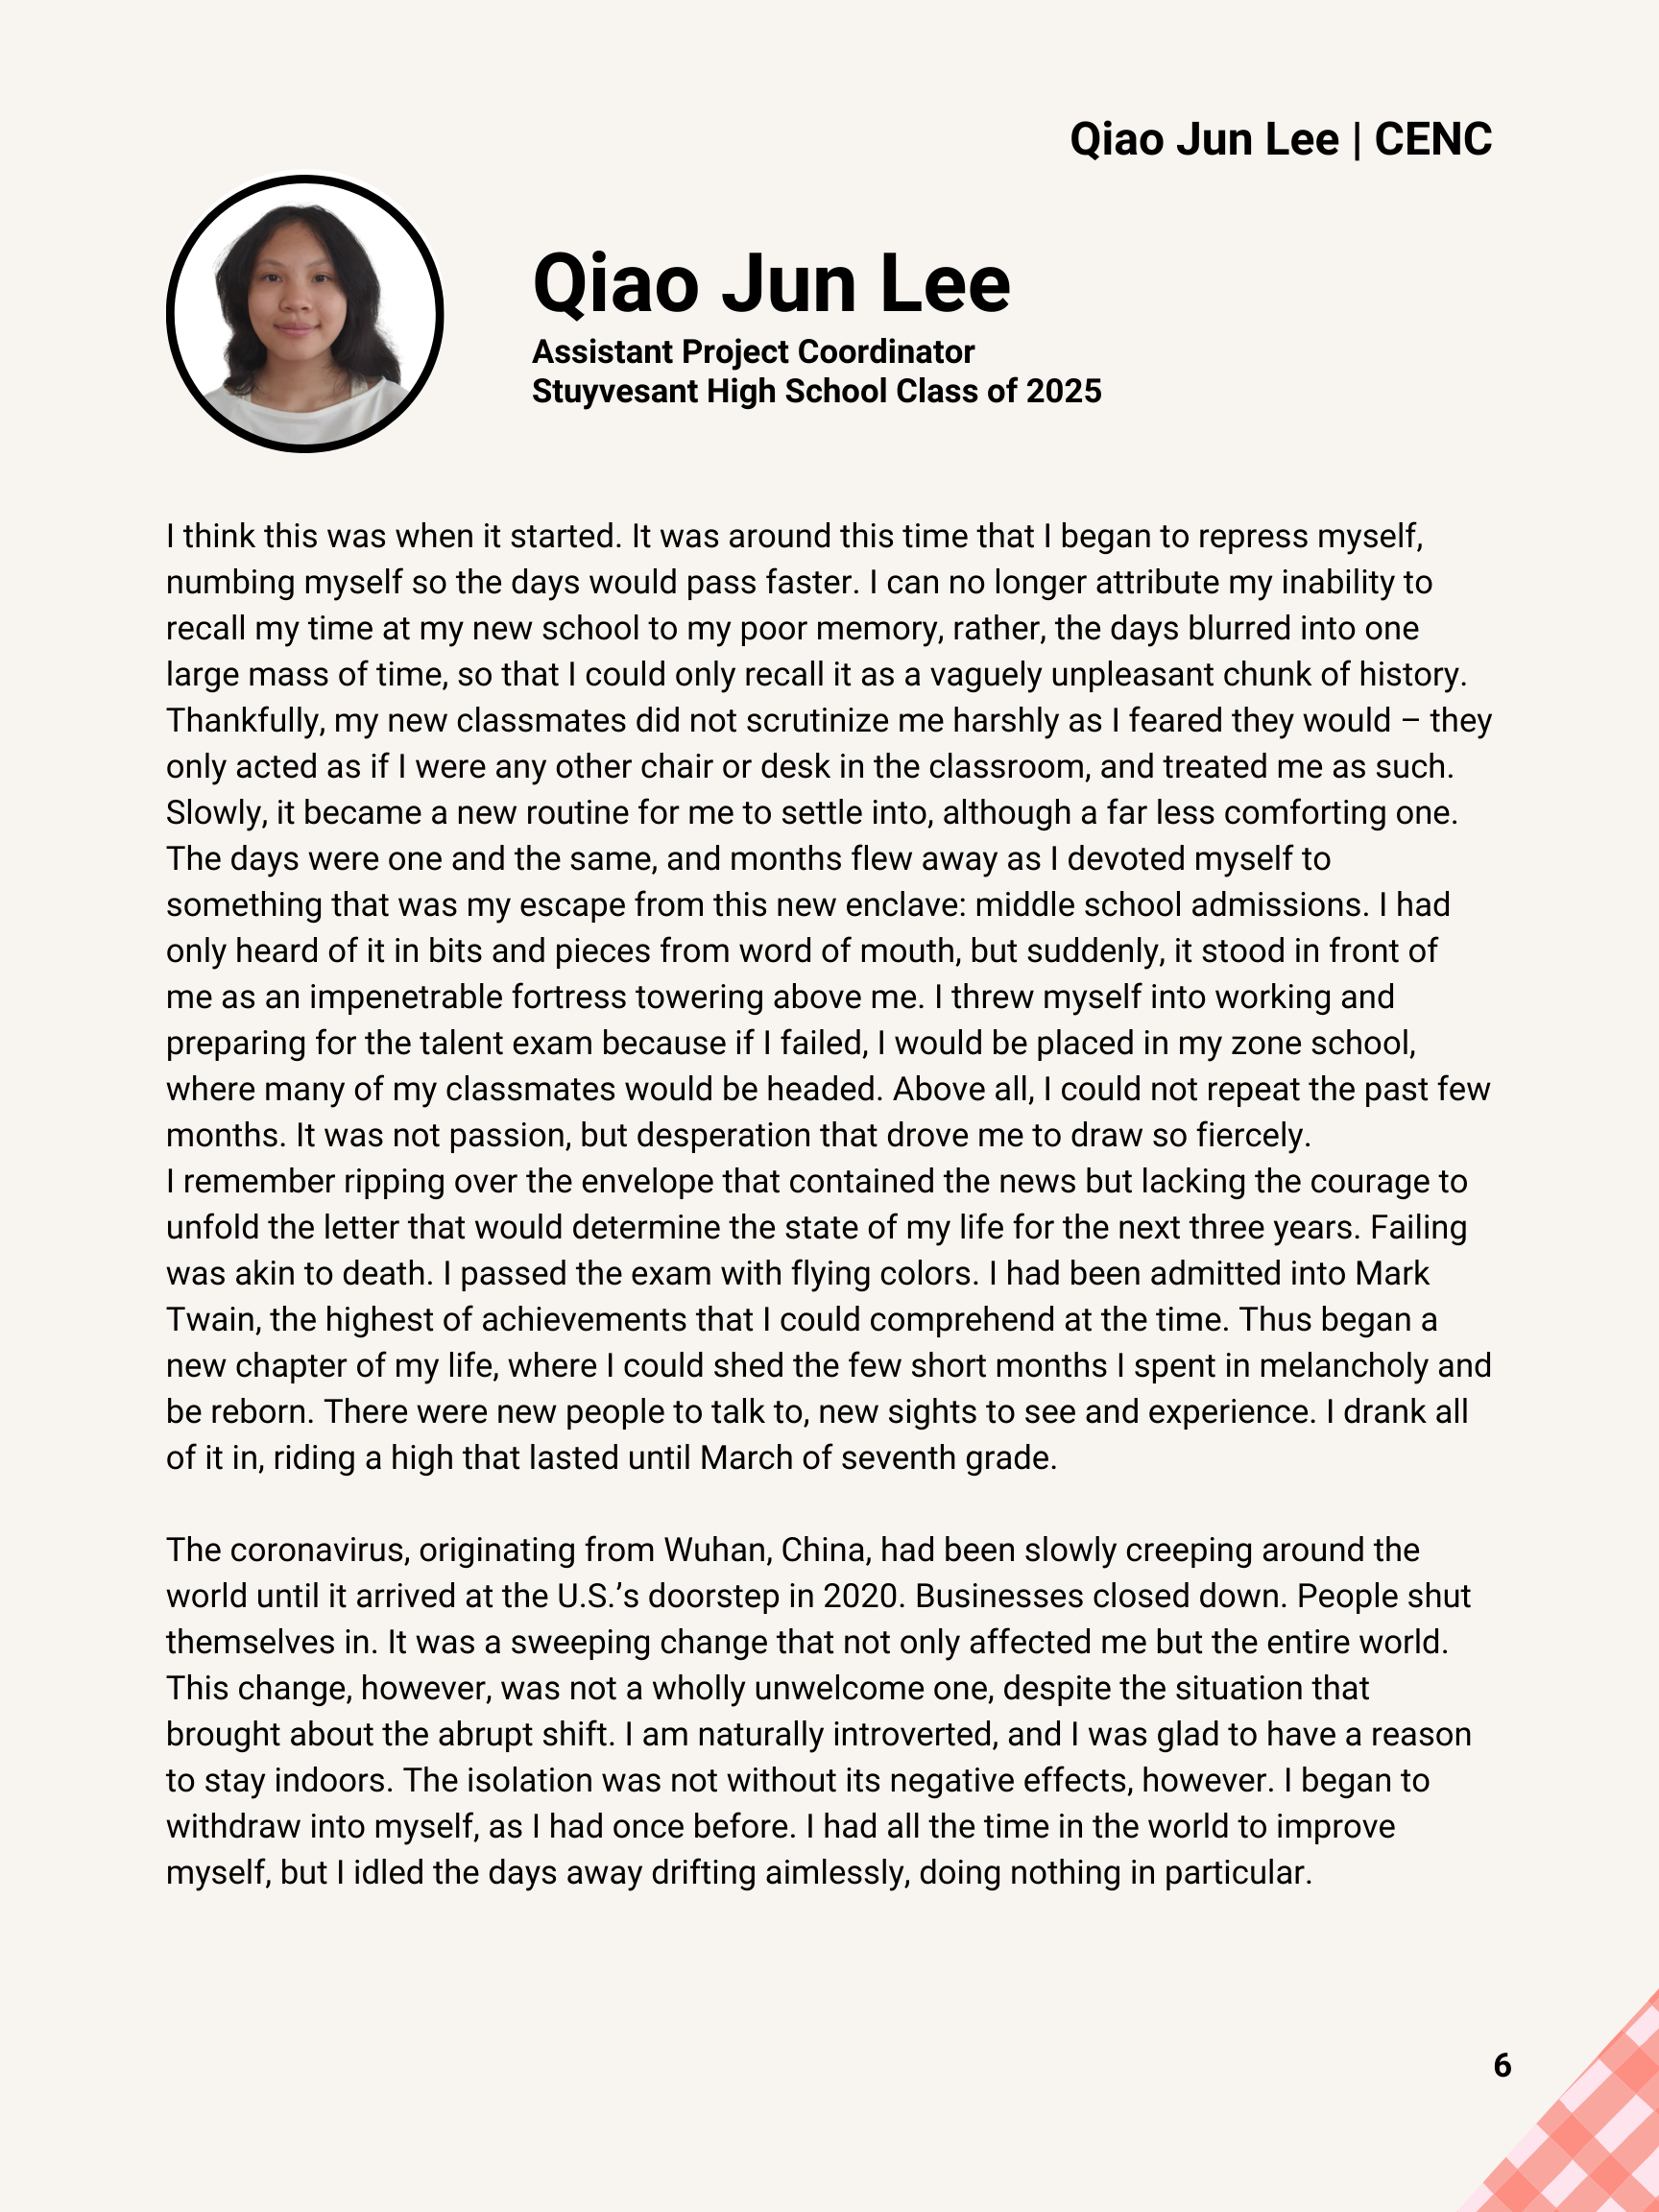 Qiao Jun Lee | CENC
Qiao Jun Lee
Assistant Project Coordinator
Stuyvesant High School Class of 2025
I think this was when it started. It was around this time that I began to repress myself,
numbing myself so the days would pass faster. I can no longer attribute my inability to
recall my time at my new school to my poor memory, rather, the days blurred into one
large mass of time, so that I could only recall it as a vaguely unpleasant chunk of history.
Thankfully, my new classmates did not scrutinize me harshly as I feared they would – they
only acted as if I were any other chair or desk in the classroom, and treated me as such.
Slowly, it became a new routine for me to settle into, although a far less comforting one.
The days were one and the same, and months flew away as I devoted myself to
something that was my escape from this new enclave: middle school admissions. I had
only heard of it in bits and pieces from word of mouth, but suddenly, it stood in front of
me as an impenetrable fortress towering above me. I threw myself into working and
preparing for the talent exam because if I failed, I would be placed in my zone school,
where many of my classmates would be headed. Above all, I could not repeat the past few
months. It was not passion, but desperation that drove me to draw so fiercely.
I remember ripping over the envelope that contained the news but lacking the courage to
unfold the letter that would determine the state of my life for the next three years. Failing
was akin to death. I passed the exam with flying colors. I had been admitted into Mark
Twain, the highest of achievements that I could comprehend at the time. Thus began a
new chapter of my life, where I could shed the few short months I spent in melancholy and
be reborn. There were new people to talk to, new sights to see and experience. I drank all
of it in, riding a high that lasted until March of seventh grade.
The coronavirus, originating from Wuhan, China, had been slowly creeping around the
world until it arrived at the U.S.’s doorstep in 2020. Businesses closed down. People shut
themselves in. It was a sweeping change that not only affected me but the entire world.
This change, however, was not a wholly unwelcome one, despite the situation that
brought about the abrupt shift. I am naturally introverted, and I was glad to have a reason
to stay indoors. The isolation was not without its negative effects, however. I began to
withdraw into myself, as I had once before. I had all the time in the world to improve
myself, but I idled the days away drifting aimlessly, doing nothing in particular.
6